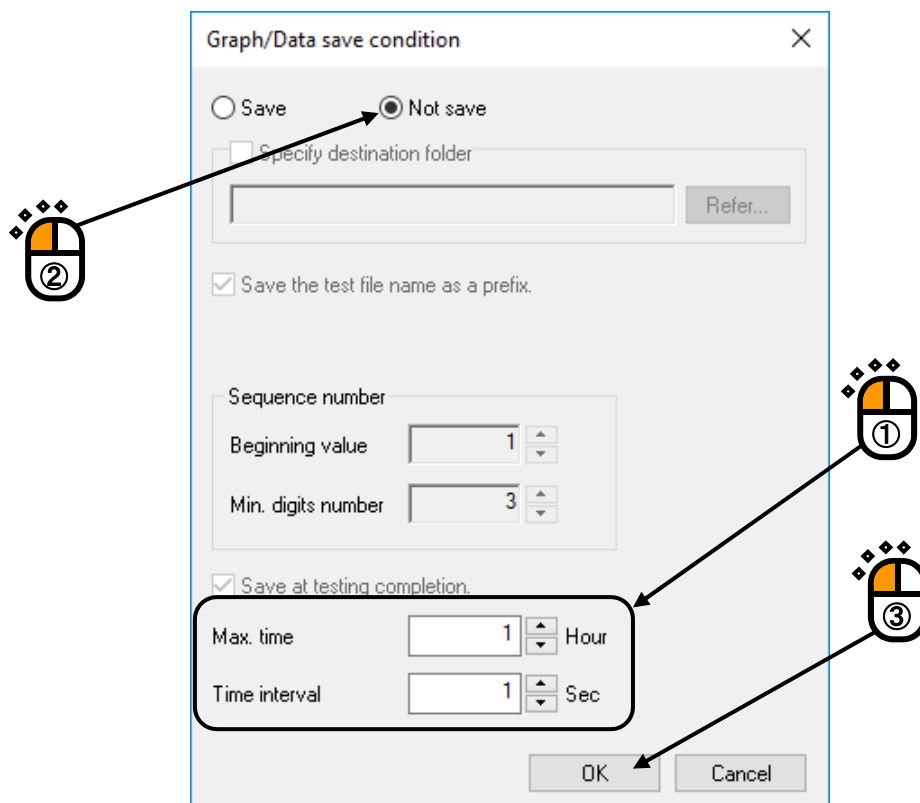 Graph/Data save condition
Save Not save
Specify destination folder
Refer...
②
Save the test file name as a prefix.
Sequence number
Beginning value 1
①
Min. digits number 3
Save at testing completion.
③
Max. time 1 Hour
Time interval 1 Sec
OK Cancel